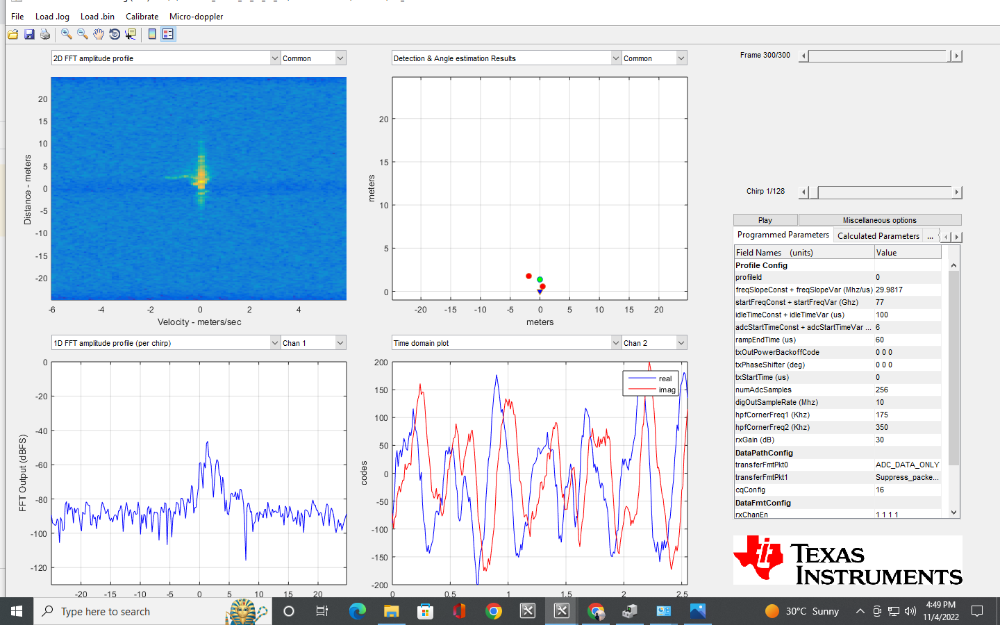 File Load .log Load .bin Calibrate Micro-doppler
2D FFT amplitude profile Common
20
15
10
5
0
-5
-10
-15
-20
Distance - meters
-6 -4 -2 0 2 4
Velocity - meters/sec
Detection & Angle estimation Results Common
20
15
10
5
0
meters
-20 -15 -10 -5 0 5 10 15 20
meters
Frame 300/300
Chirp 1/128
Play Miscellaneous options
Programmed Parameters Calculated Parameters ...
Field Names (units) Value
Profile Config
profileId 0
freqSlopeConst + freqSlopeVar (Mhz/us) 29.9817
startFreqConst + startFreqVar (Ghz) 77
idleTimeConst + idleTimeVar (us) 100
adcStartTimeConst + adcStartTimeVar ... 6
rampEndTime (us) 60
txOutPowerBackoffCode 0 0 0
txPhaseShifter (deg) 0 0 0
txStartTime (us) 0
numAdcSamples 256
digOutSampleRate (Mhz) 10
hpfCornerFreq1 (Khz) 175
hpfCornerFreq2 (Khz) 350
rxGain (dB) 30
DataPathConfig
transferFmtPkt0 ADC_DATA_ONLY
transferFmtPkt1 Suppress_packe...
cqConfig 16
DataFmtConfig
rxChanEn 1 1 1 1
1D FFT amplitude profile (per chirp) Chan 1
0
-20
-40
-60
-80
-100
-120
FFT Output (dBFS)
-20 -15 -10 -5 0 5 10 15 20
Time domain plot Chan 2
200
150
100
50
0
-50
-100
-150
-200
codes
real
imag
0 0.5 1 1.5 2 2.5
TEXAS
INSTRUMENTS
Type here to search
30°C Sunny
4:49 PM
11/4/2022